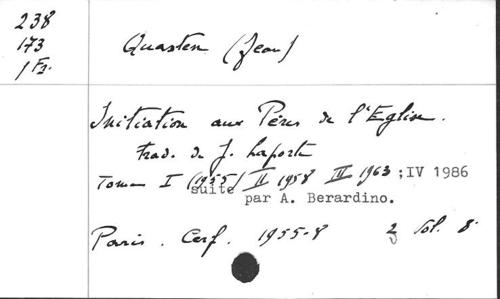 238
173
1 Fr.
Quasten (Jean)
Initiation aux Pères de l'Eglise.
Trad. de J. Laporte
Tome I (1955) II 1958 III 1963 ; IV 1986
suite par A. Berardino.
Paris. Cerf. 1955-8 vol. 8°